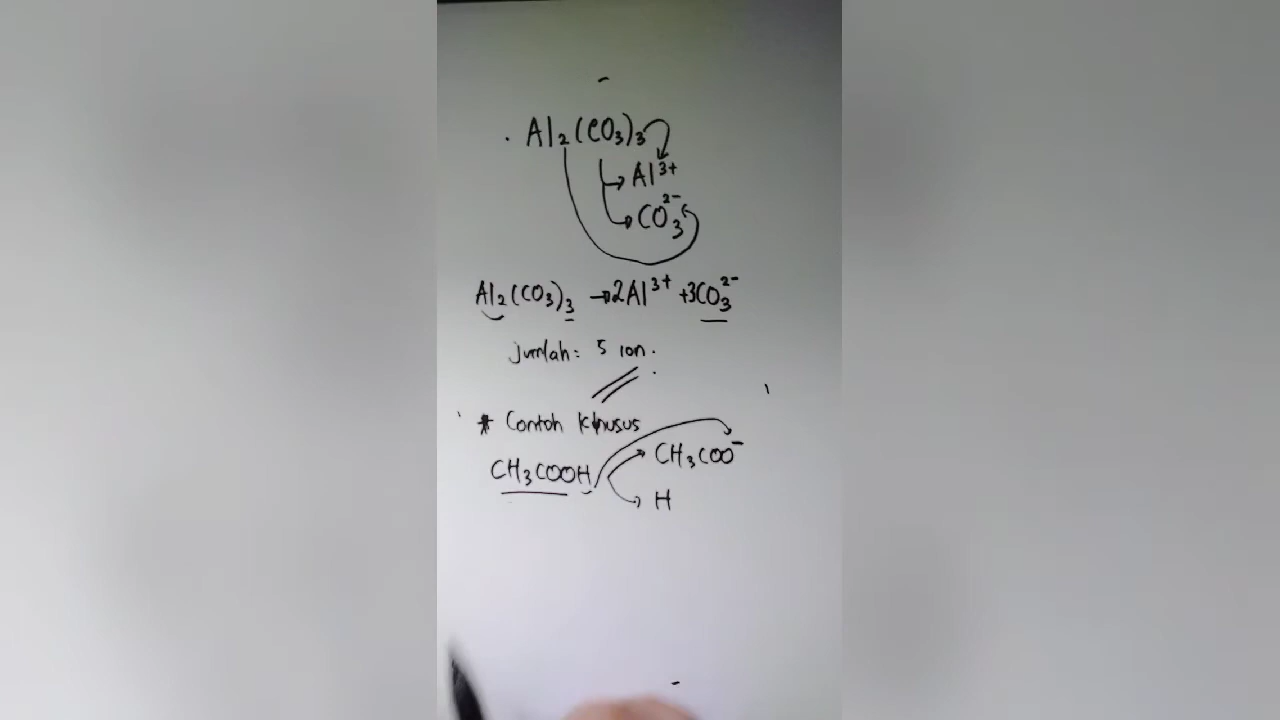 . Al₂(CO₃)₃
→ Al³⁺
→ CO₃²⁻
Al₂(CO₃)₃ → 2Al³⁺ + 3CO₃²⁻
Jumlah: 5 ion.
* Contoh khusus
CH₃COOH → CH₃COO⁻
→ H